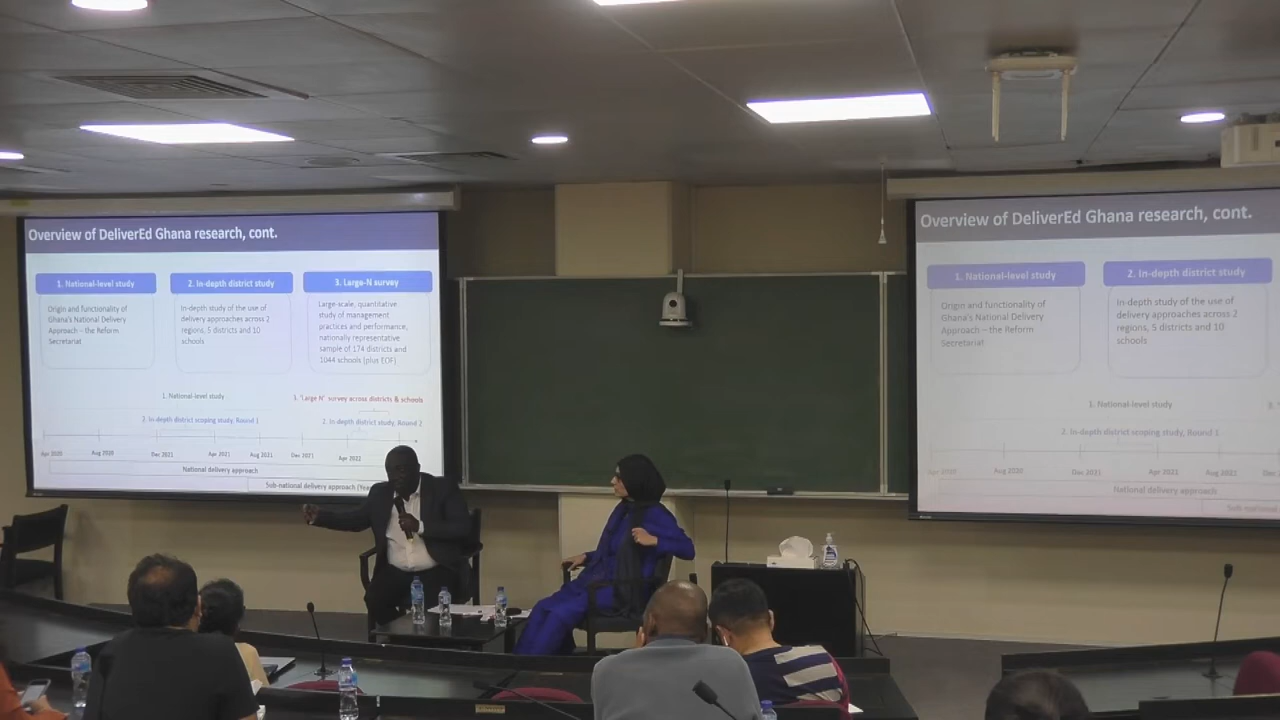 Overview of DeliverEd Ghana research, cont.
1. National-level study
Origin and functionality of
Ghana's National Delivery
Approach – the Reform
Secretariat
2. In-depth district study
In-depth study of the use of
delivery approaches across 2
regions, 5 districts and 10
schools
3. Large-N survey
Large-scale, quantitative
study of management
practices and performance,
nationally representative
sample of 174 districts and
1044 schools (plus EOF)
1. National-level study
3. 'Large N' survey across districts & schools
2. In-depth district scoping study, Round 1
2. In-depth district study, Round 2
Apr 2020 Aug 2020 Dec 2021 Apr 2021 Aug 2021 Dec 2021 Apr 2022
National delivery approach
Sub-national delivery approach
Overview of DeliverEd Ghana research, cont.
1. National-level study
Origin and functionality of
Ghana's National Delivery
Approach – the Reform
Secretariat
2. In-depth district study
In-depth study of the use of
delivery approaches across 2
regions, 5 districts and 10
schools
1. National-level study
2. In-depth district scoping study, Round 1
Apr 2020 Aug 2020 Dec 2021 Apr 2021 Aug 2021
National delivery approach